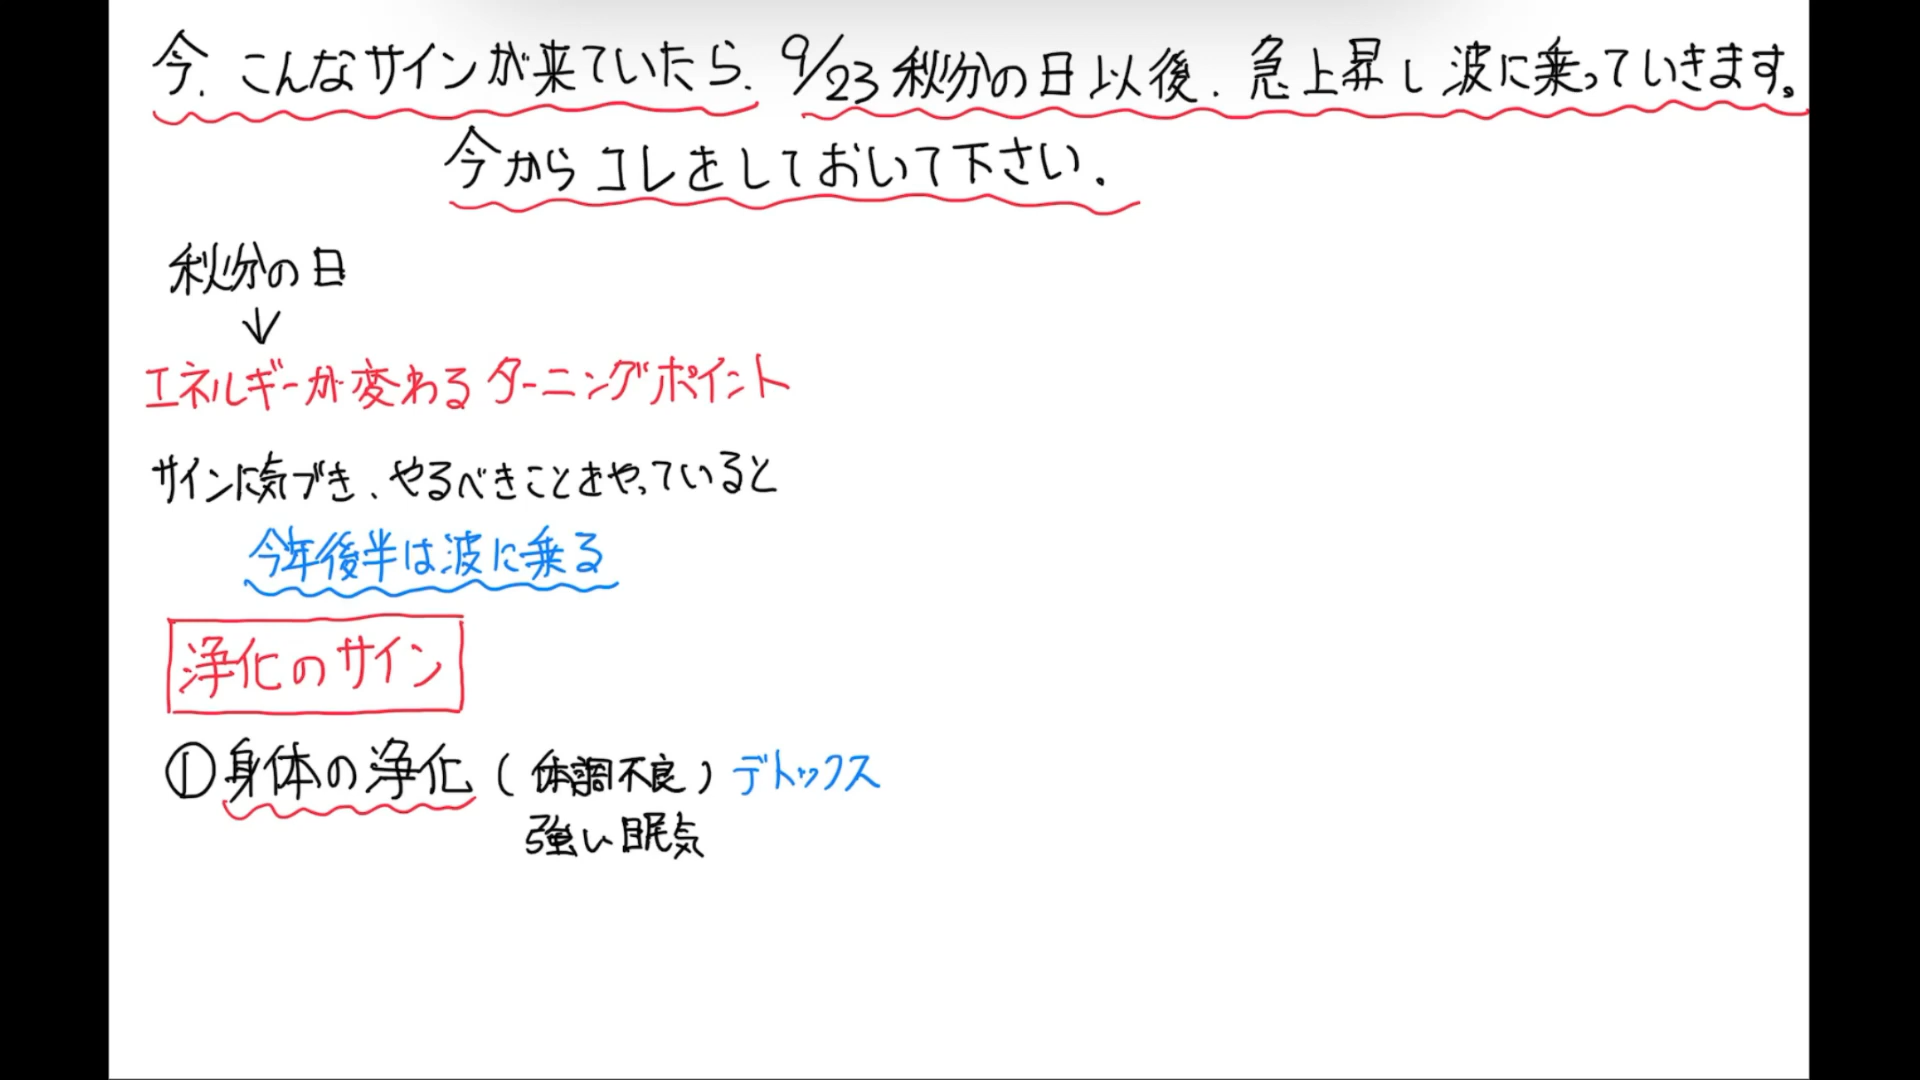 今、こんなサインが来ていたら、9/23 秋分の日以後、急上昇し波に乗っていきます。
今からコレをしておいて下さい.
秋分の日
↓
エネルギーが変わるターニングポイント
サインに気づき、やるべきことをやっていると
今年後半は波に乗る
浄化のサイン
①身体の浄化 (体調不良) デトックス
強い眠気